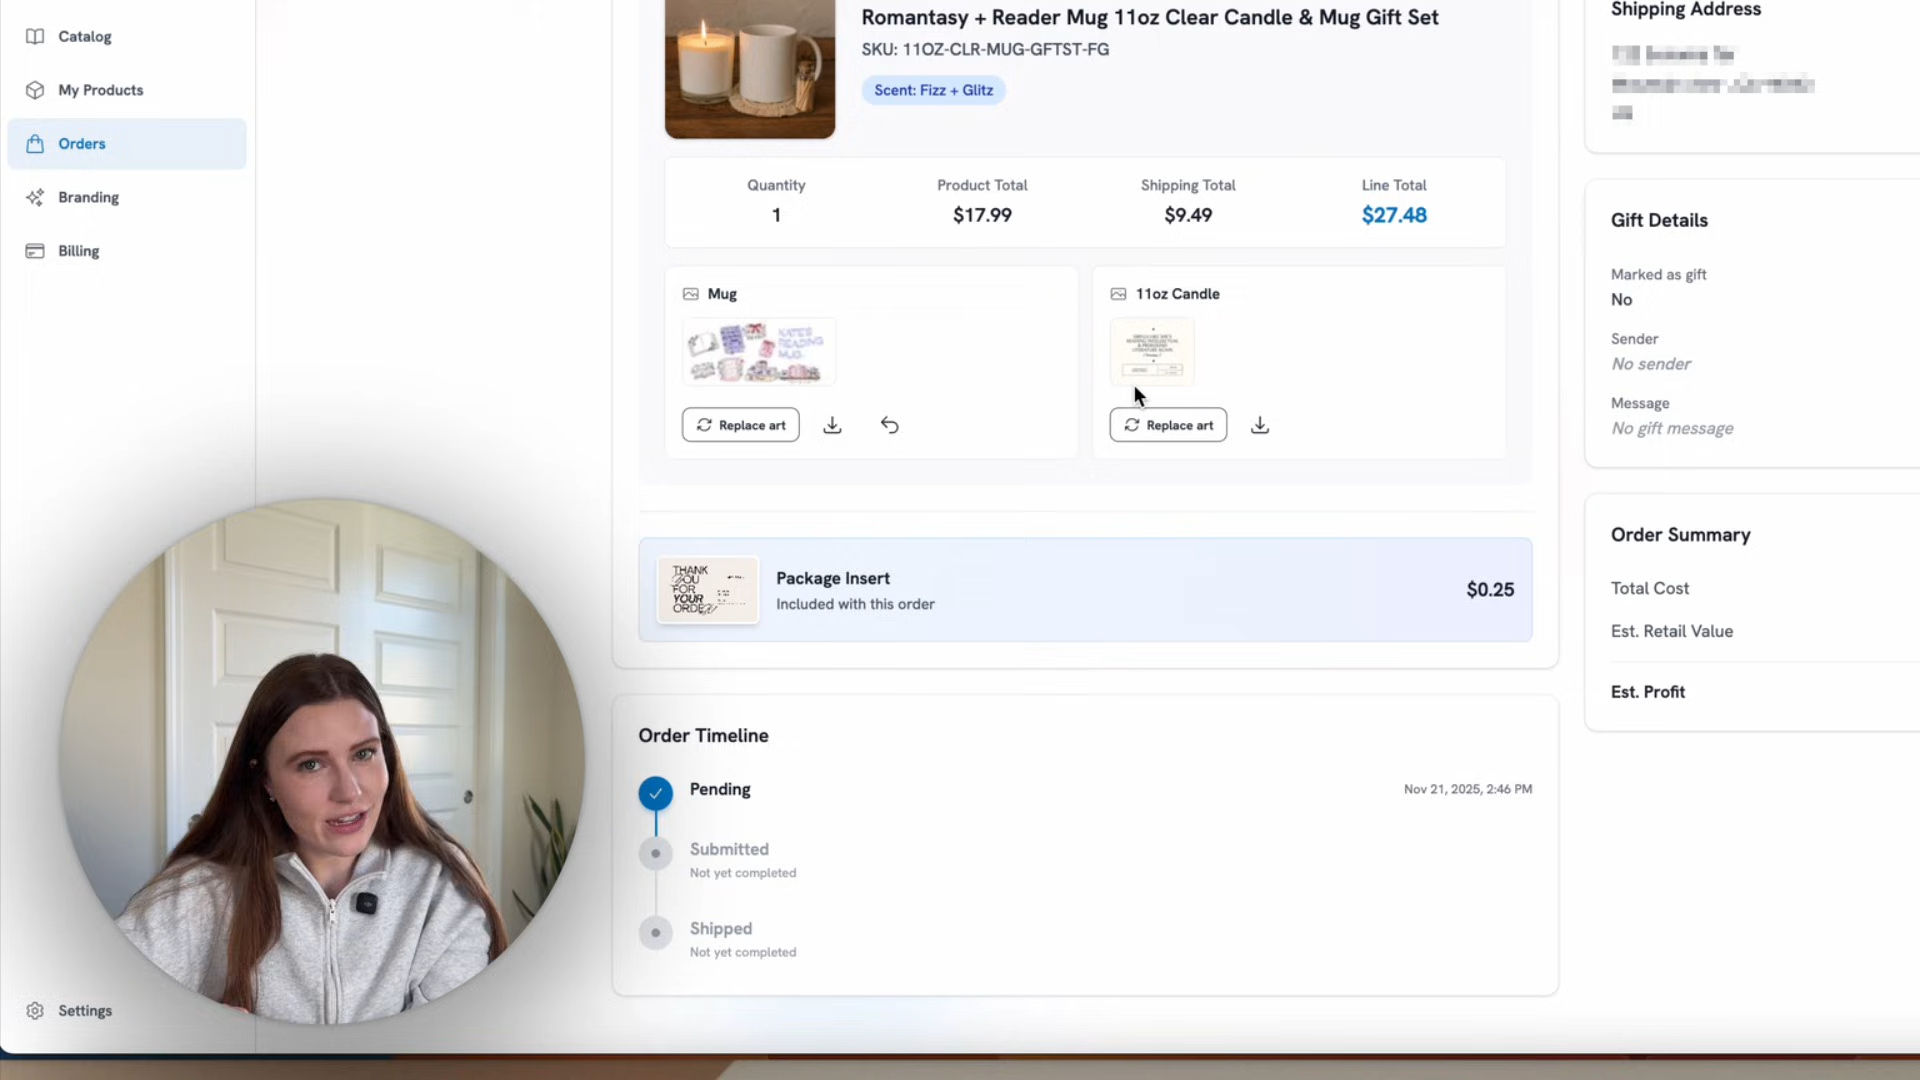 Catalog
My Products
Orders
Branding
Billing
Settings
Romantasy + Reader Mug 11oz Clear Candle & Mug Gift Set
SKU: 11OZ-CLR-MUG-GFTST-FG
Scent: Fizz + Glitz
Quantity
1
Product Total
$17.99
Shipping Total
$9.49
Line Total
$27.48
Mug
KATE'S
READING
MUG.
Replace art
11oz Candle
Replace art
THANK
YOU
FOR
YOUR
ORDER
Package Insert
Included with this order
$0.25
Order Timeline
Pending
Nov 21, 2025, 2:46 PM
Submitted
Not yet completed
Shipped
Not yet completed
Shipping Address
Gift Details
Marked as gift
No
Sender
No sender
Message
No gift message
Order Summary
Total Cost
Est. Retail Value
Est. Profit